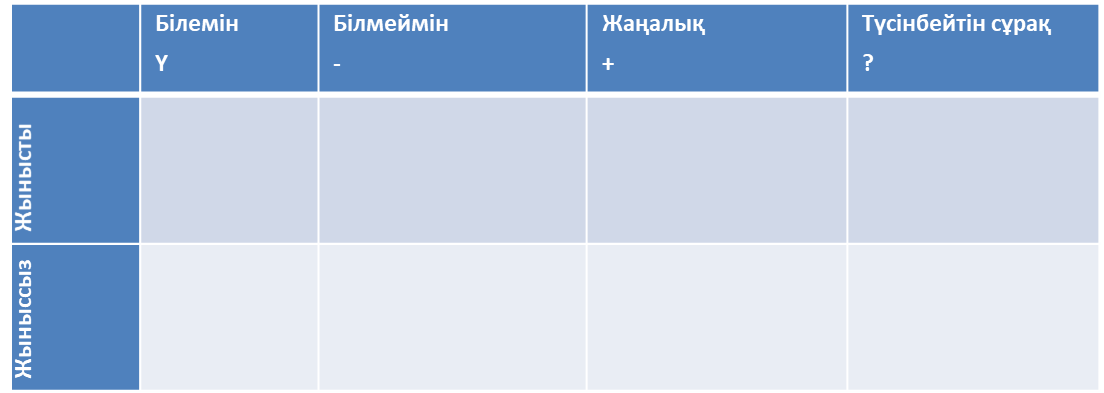 Білемін
Ү
Білмеймін
-
Жаңалық
+
Түсінбейтін сұрақ
?
Жынысты
Жыныссыз